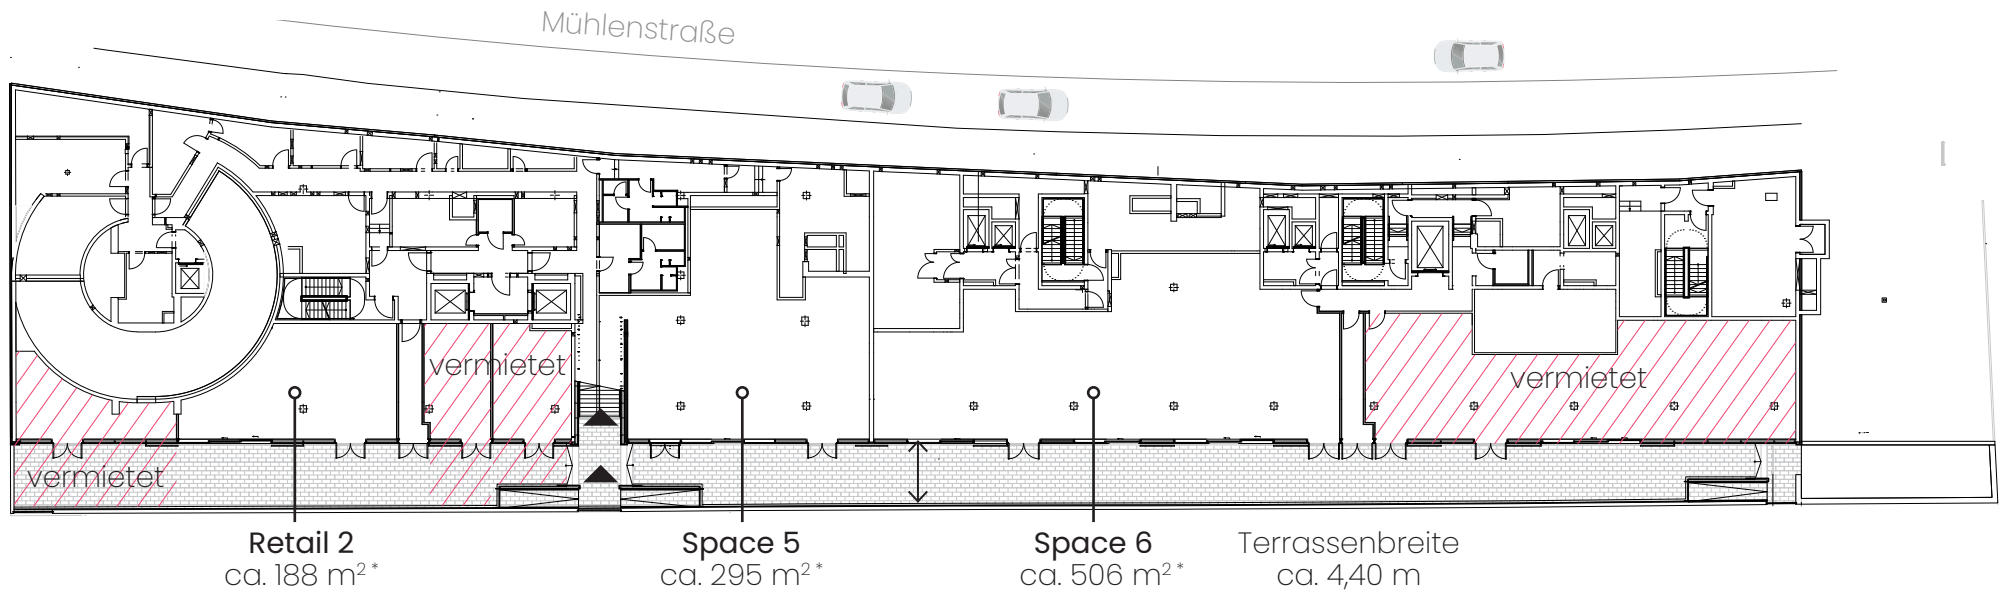 Mühlenstraße
vermietet
vermietet
vermietet
Retail 2
ca. 188 m² *
Space 5
ca. 295 m² *
Space 6
ca. 506 m² *
Terrassenbreite
ca. 4,40 m